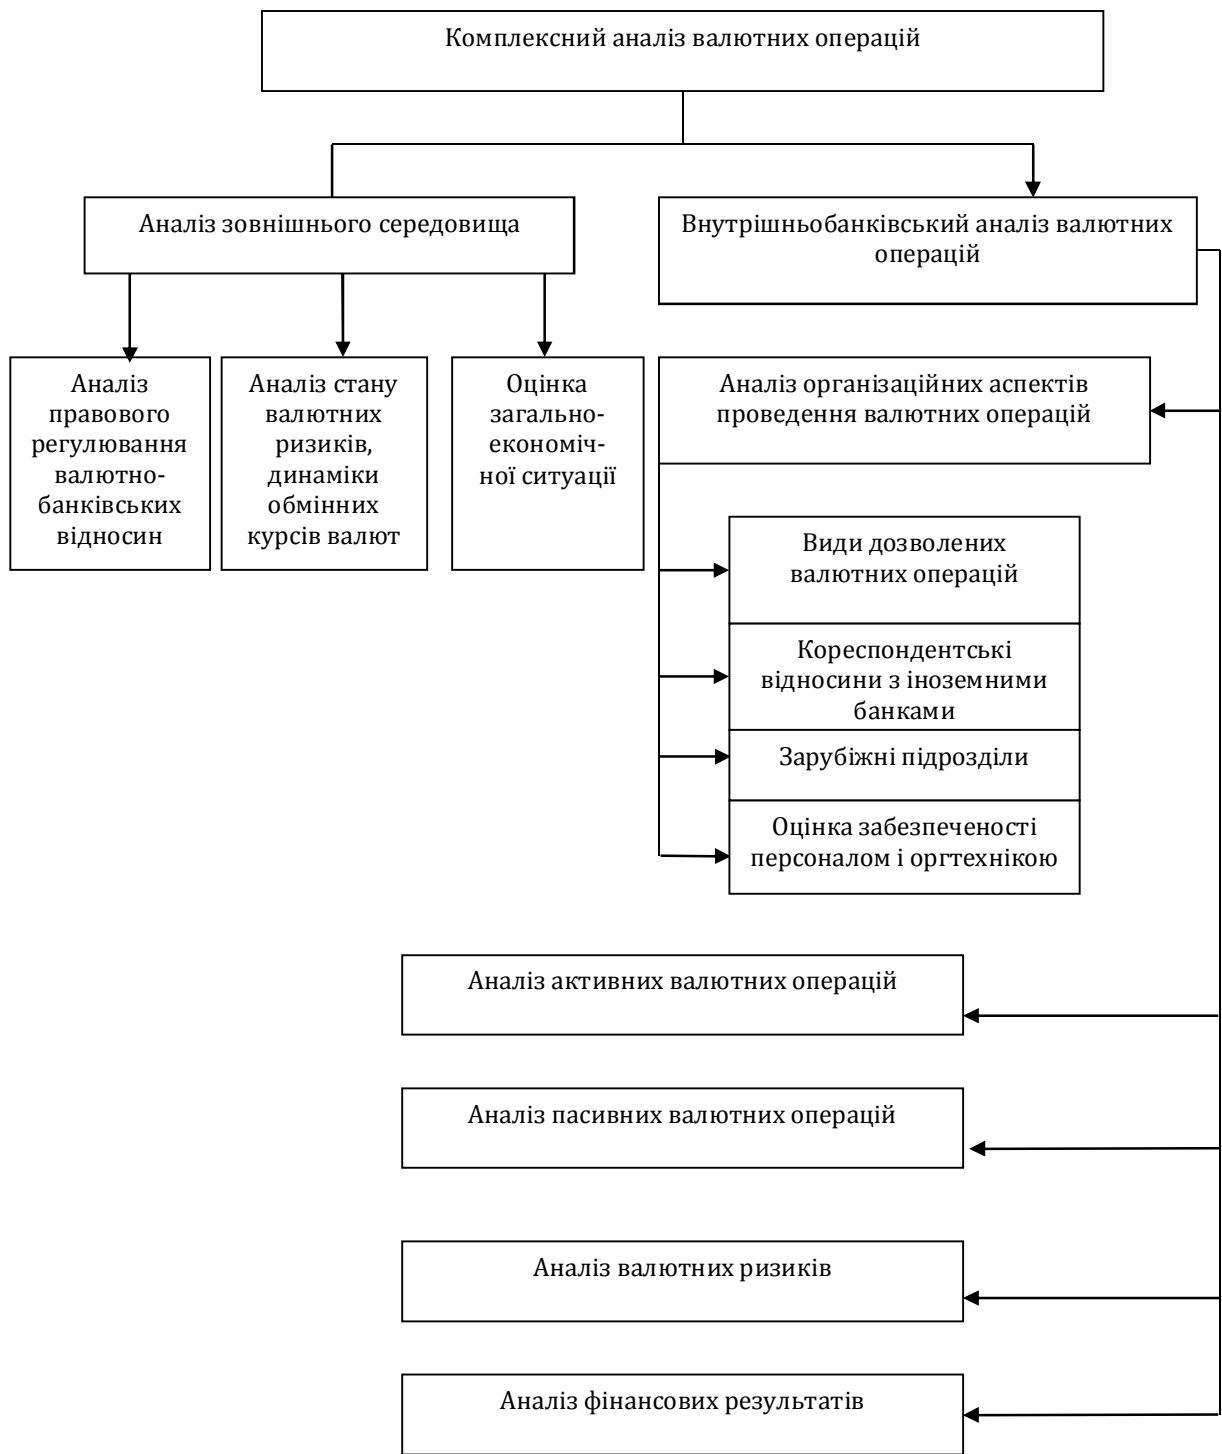 Комплексний аналіз валютних операцій
Аналіз зовнішнього середовища
Внутрішньобанківський аналіз валютних
операцій
Аналіз
правового
регулювання
валютно-
банківських
відносин
Аналіз стану
валютних
ризиків,
динаміки
обмінних
курсів валют
Оцінка
загально-
економіч-
ної ситуації
Аналіз організаційних аспектів
проведення валютних операцій
Види дозволених
валютних операцій
Кореспондентські
відносини з іноземними
банками
Зарубіжні підрозділи
Оцінка забезпеченості
персоналом і оргтехнікою
Аналіз активних валютних операцій
Аналіз пасивних валютних операцій
Аналіз валютних ризиків
Аналіз фінансових результатів